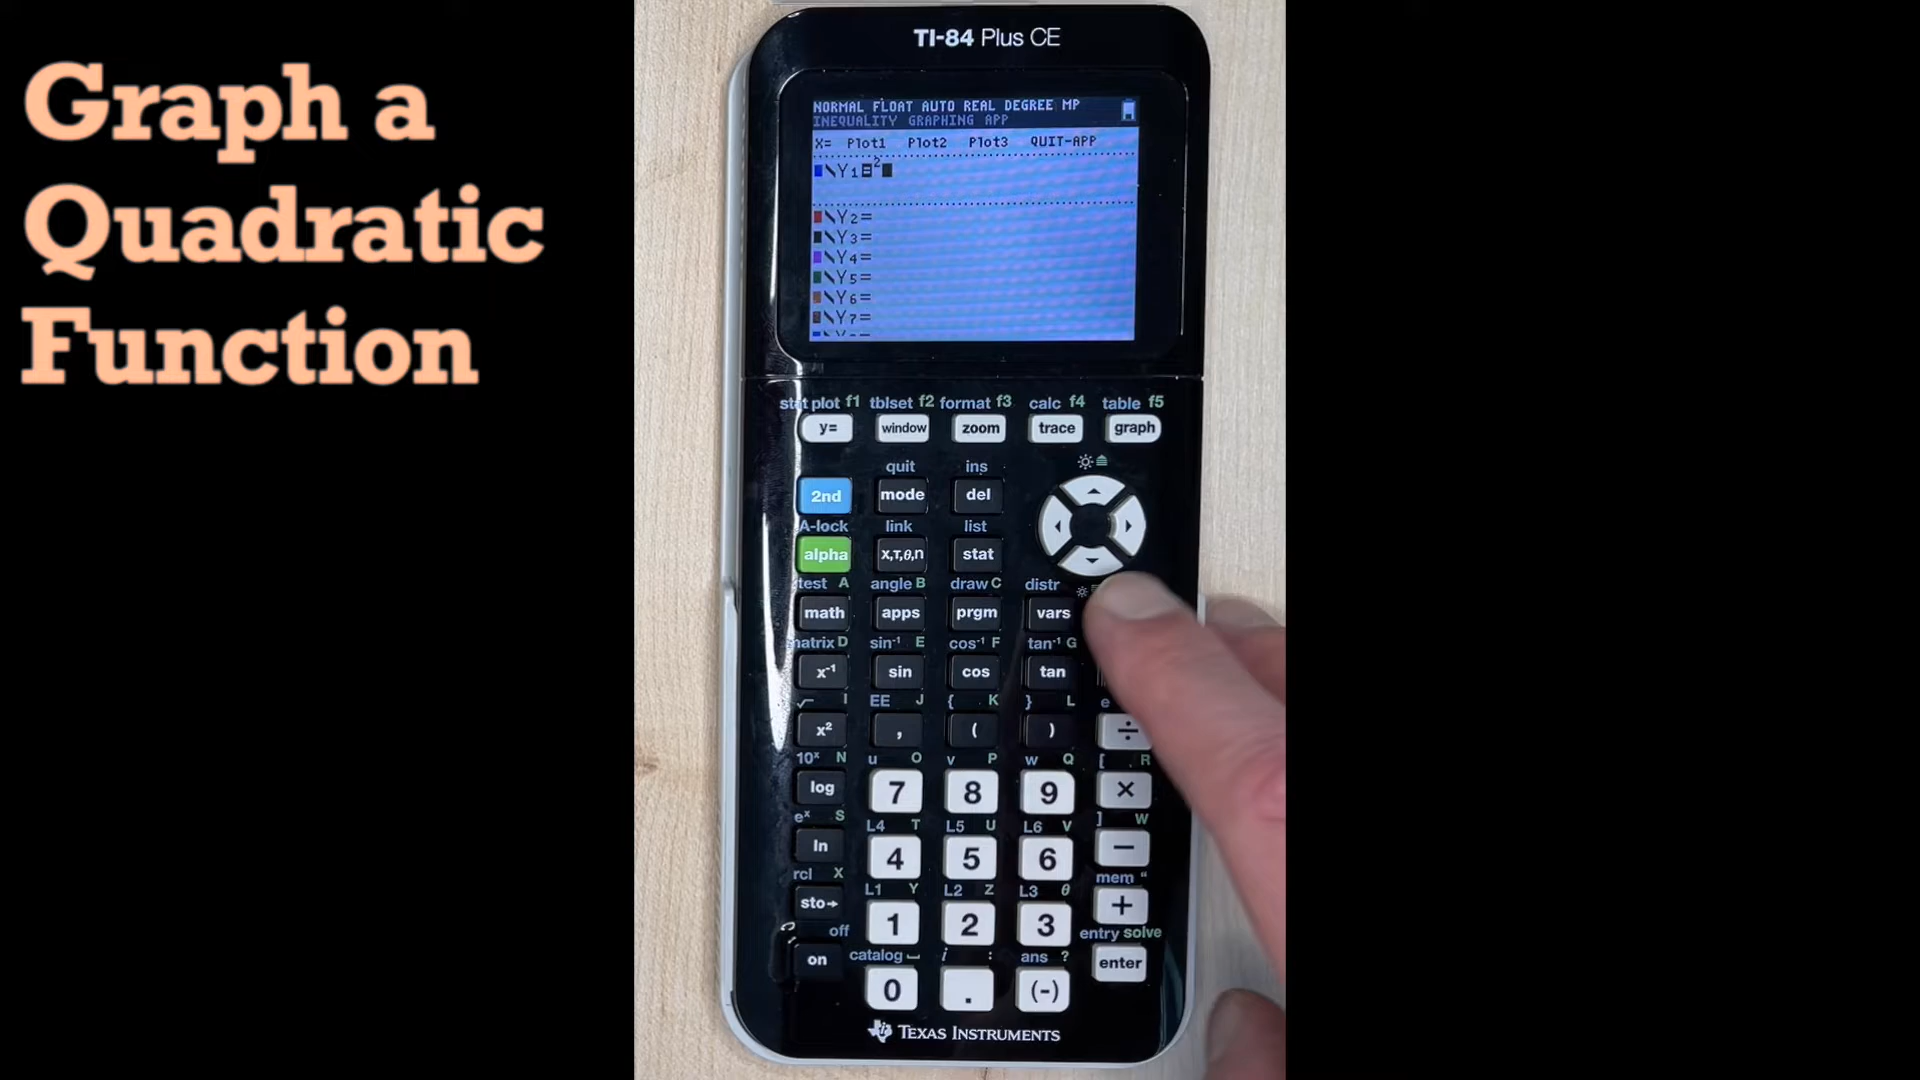 Graph a
Quadratic
Function
TI-84 Plus CE
NORMAL FLOAT AUTO REAL DEGREE MP
INEQUALITY GRAPHING APP
X= Plot1 Plot2 Plot3 QUIT-APP
\Y1=²
\Y2=
\Y3=
\Y4=
\Y5=
\Y6=
\Y7=
stat plot f1 tblset f2 format f3 calc f4 table f5
y= window zoom trace graph
quit ins
2nd mode del
A-lock link list
alpha X,T,θ,n stat
test A angle B draw C distr
math apps prgm vars
matrix D sin⁻¹ E cos⁻¹ F tan⁻¹ G
x⁻¹ sin cos tan
√ I EE J { K } L e
x² , ( ) ÷
10ˣ N u O v P w Q [ R
log 7 8 9 ×
eˣ S L4 T L5 U L6 V ] W
ln 4 5 6 −
rcl X L1 Y L2 Z L3 θ mem "
sto→ 1 2 3 +
off catalog ⎵ i : ans ? entry solve
on 0 . (-) enter
TEXAS INSTRUMENTS